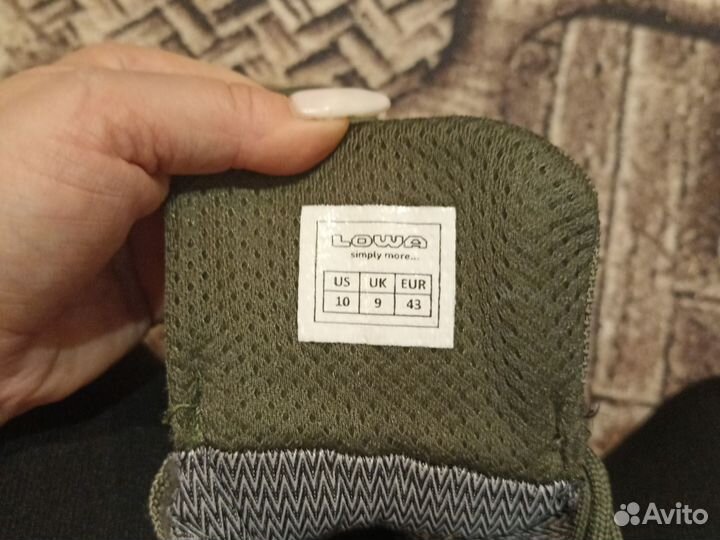 LOWA
simply more...
US UK EUR
10 9 43
Avito